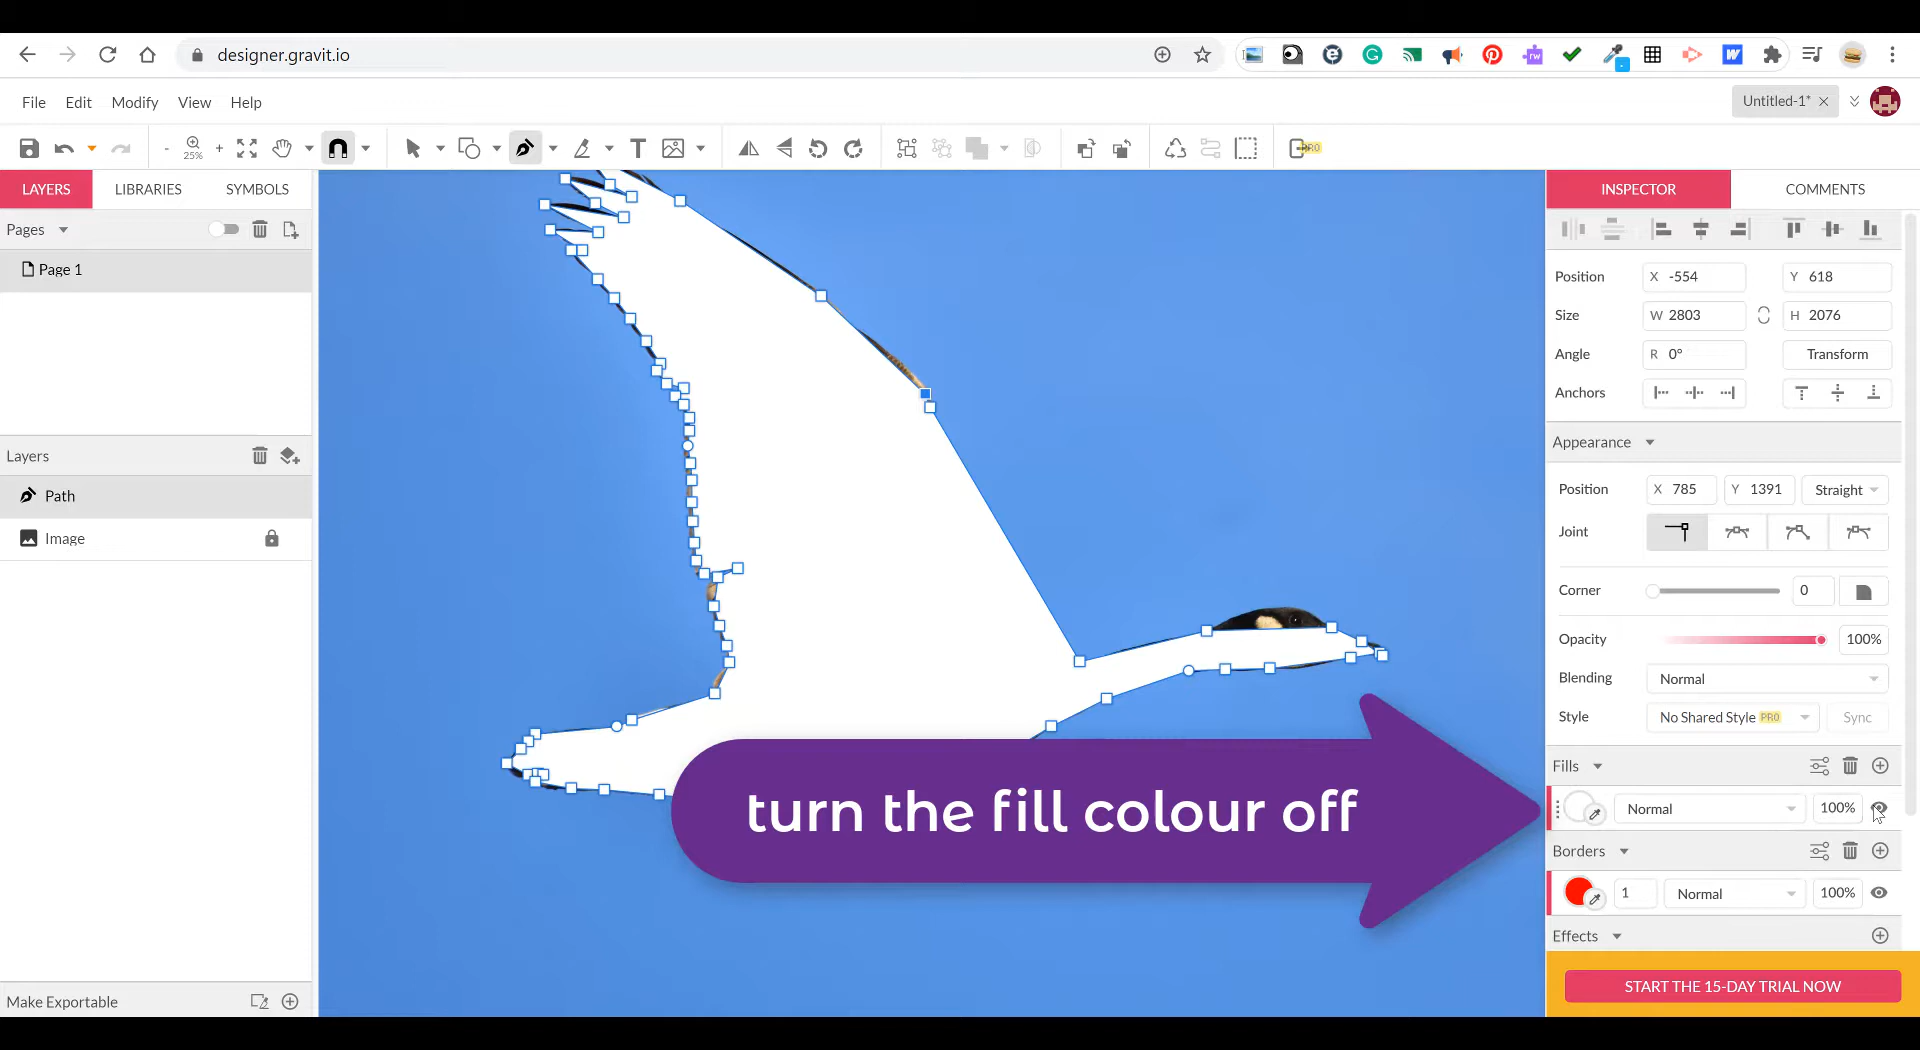 designer.gravit.io
File Edit Modify View Help
Untitled-1*
25%
PRO
LAYERS LIBRARIES SYMBOLS
INSPECTOR COMMENTS
Pages
Page 1
Position X -554 Y 618
Size W 2803 H 2076
Angle R 0° Transform
Anchors
Appearance
Layers
Path
Image
Position X 785 Y 1391 Straight
Joint
Corner 0
Opacity 100%
Blending Normal
Style No Shared Style PRO Sync
Fills
Normal 100%
turn the fill colour off
Borders
1 Normal 100%
Effects
START THE 15-DAY TRIAL NOW
Make Exportable